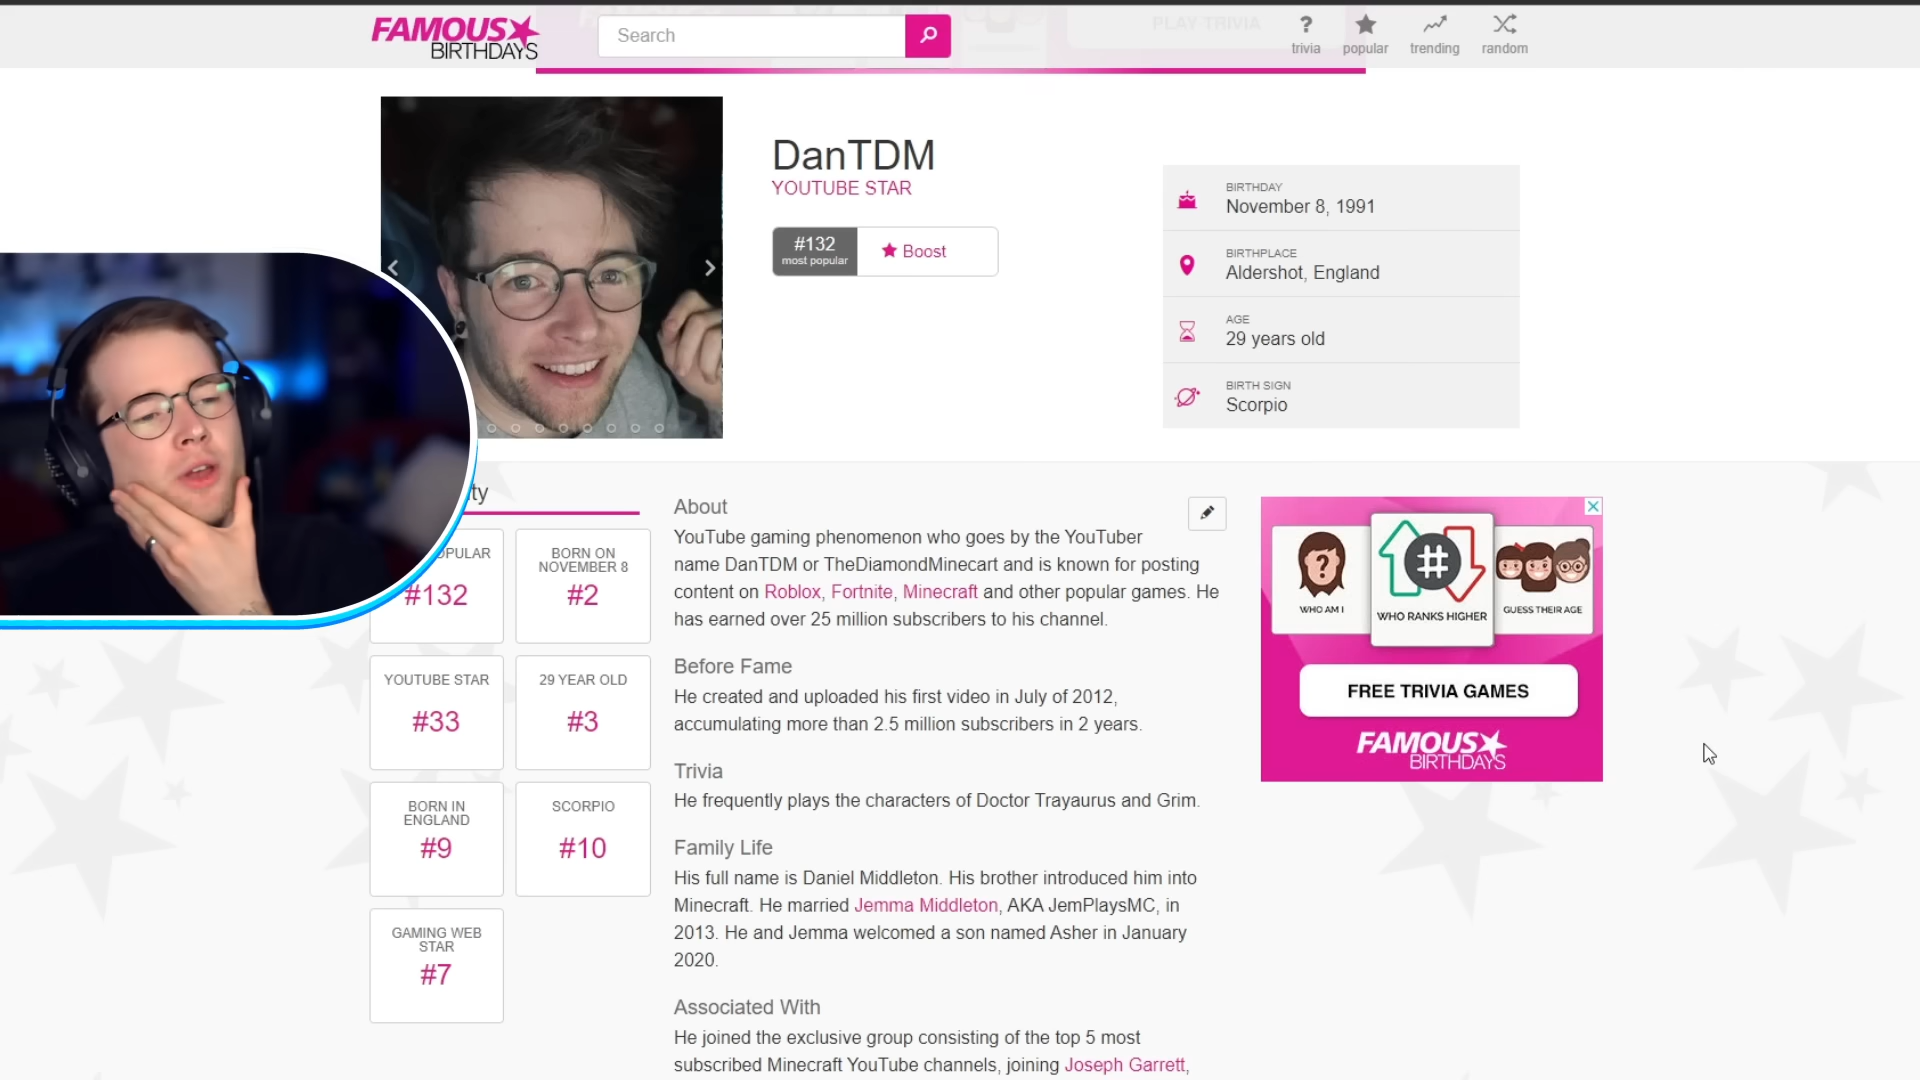 FAMOUS
BIRTHDAYS
Search
PLAY TRIVIA
?
trivia
popular
trending
random
DanTDM
YOUTUBE STAR
#132
most popular
Boost
BIRTHDAY
November 8, 1991
BIRTHPLACE
Aldershot, England
AGE
29 years old
BIRTH SIGN
Scorpio
ty
OPULAR
#132
BORN ON
NOVEMBER 8
#2
YOUTUBE STAR
#33
29 YEAR OLD
#3
BORN IN
ENGLAND
#9
SCORPIO
#10
GAMING WEB
STAR
#7
About
YouTube gaming phenomenon who goes by the YouTuber
name DanTDM or TheDiamondMinecart and is known for posting
content on Roblox, Fortnite, Minecraft and other popular games. He
has earned over 25 million subscribers to his channel.
Before Fame
He created and uploaded his first video in July of 2012,
accumulating more than 2.5 million subscribers in 2 years.
Trivia
He frequently plays the characters of Doctor Trayaurus and Grim.
Family Life
His full name is Daniel Middleton. His brother introduced him into
Minecraft. He married Jemma Middleton, AKA JemPlaysMC, in
2013. He and Jemma welcomed a son named Asher in January
2020.
Associated With
He joined the exclusive group consisting of the top 5 most
subscribed Minecraft YouTube channels, joining Joseph Garrett,
?
WHO AM I
#
WHO RANKS HIGHER
GUESS THEIR AGE
FREE TRIVIA GAMES
FAMOUS
BIRTHDAYS